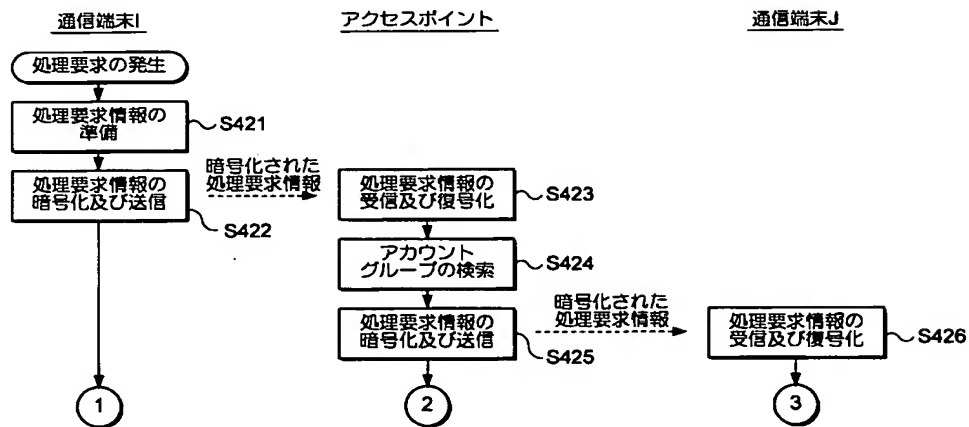 通信端末I
アクセスポイント
通信端末J
処理要求の発生
処理要求情報の
準備
S421
処理要求情報の
暗号化及び送信
S422
暗号化された
処理要求情報
処理要求情報の
受信及び復号化
S423
アカウント
グループの検索
S424
処理要求情報の
暗号化及び送信
S425
暗号化された
処理要求情報
処理要求情報の
受信及び復号化
S426
1
2
3